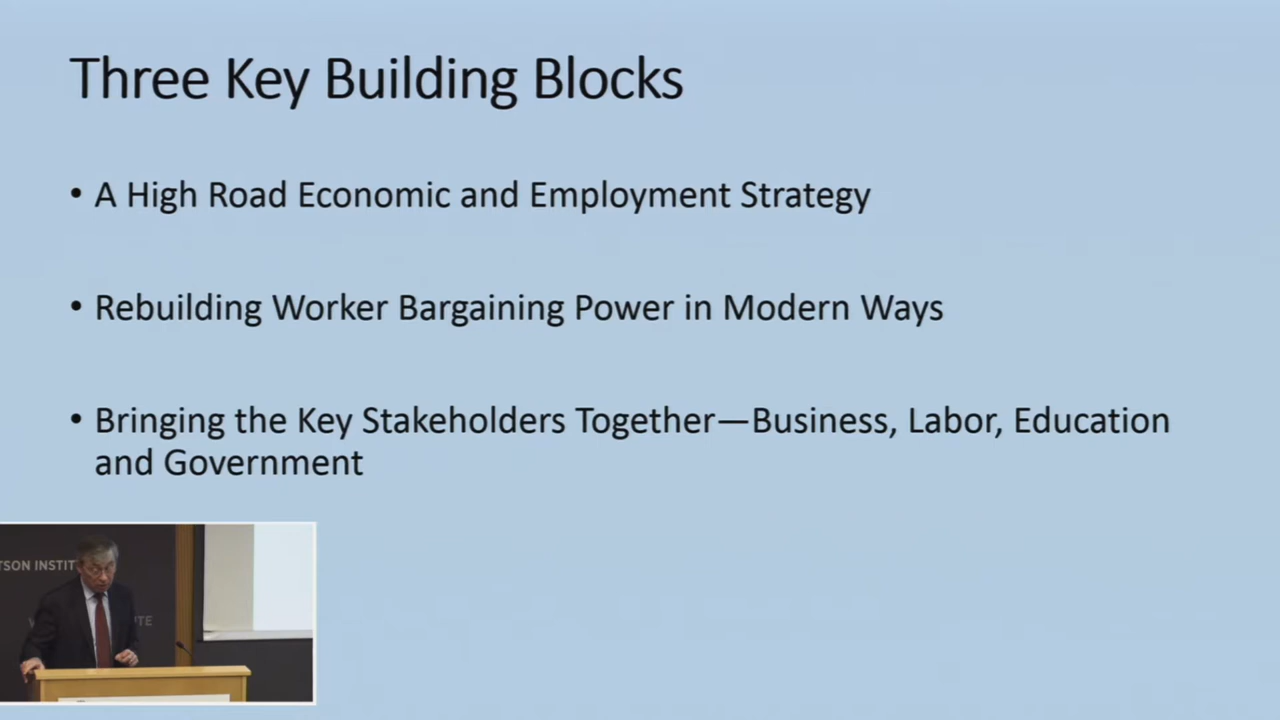 Three Key Building Blocks
• A High Road Economic and Employment Strategy
• Rebuilding Worker Bargaining Power in Modern Ways
• Bringing the Key Stakeholders Together—Business, Labor, Education
and Government
TSON INSTIT
TE